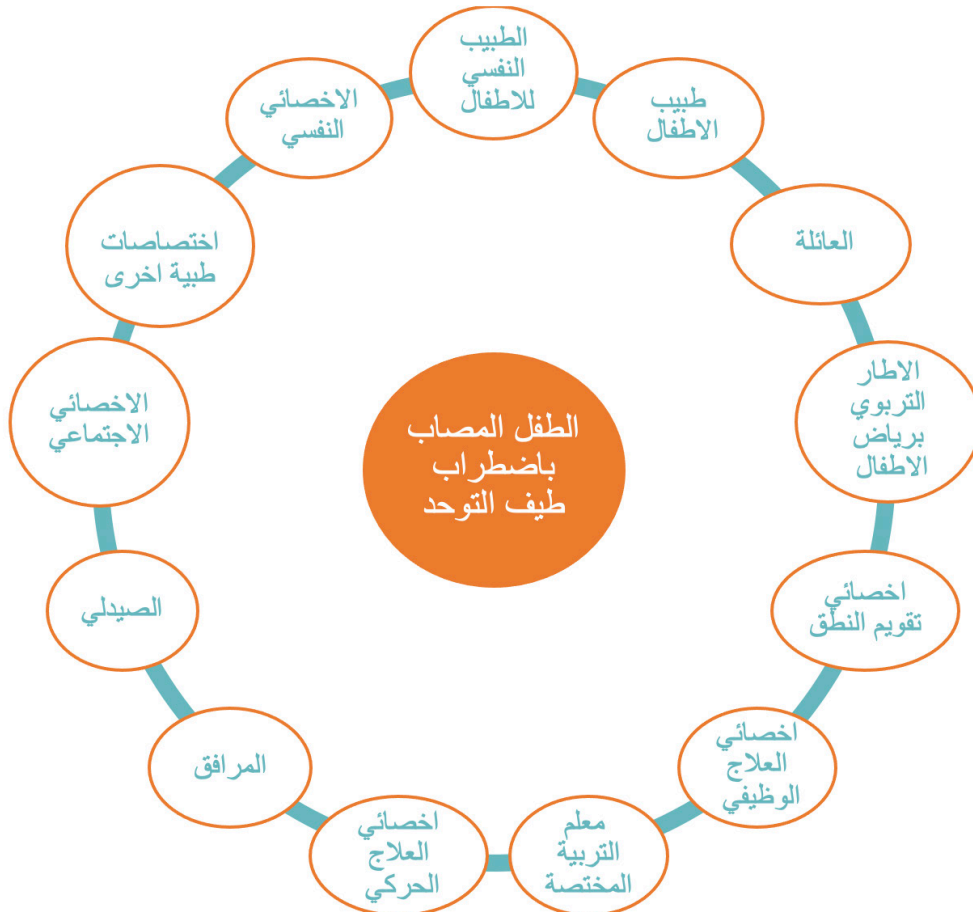 الطبيب
النفسي
للاطفال
طبيب
الاطفال
العائلة
الاطار
التربوي
برياض
الاطفال
اخصائي
تقويم النطق
اخصائي
العلاج
الوظيفي
معلم
التربية
المختصة
اخصائي
العلاج
الحركي
المرافق
الصيدلي
الاخصائي
الاجتماعي
اختصاصات
طبية اخرى
الاخصائي
النفسي
الطفل المصاب
باضطراب
طيف التوحد